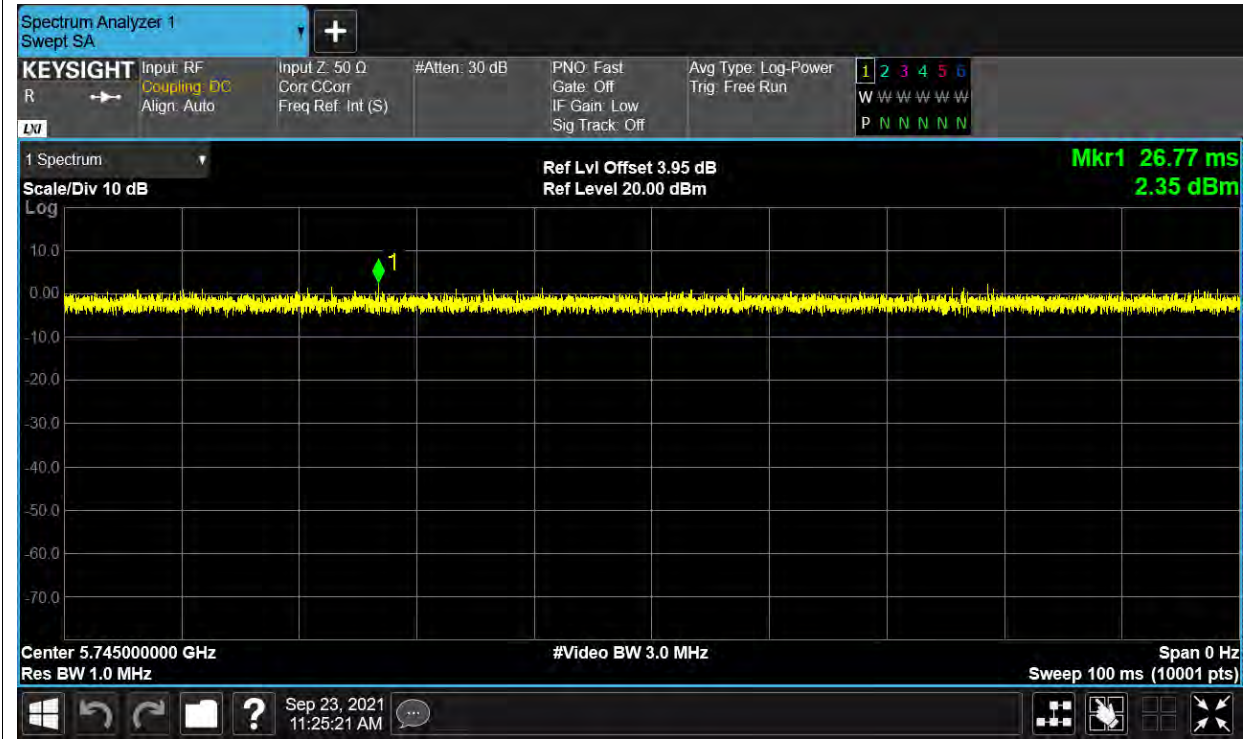 Spectrum Analyzer 1
Swept SA
+
KEYSIGHT
R
LXI
Input: RF
Coupling: DC
Align: Auto
Input Z: 50 Ω
Corr CCorr
Freq Ref: Int (S)
#Atten: 30 dB
PNO: Fast
Gate: Off
IF Gain: Low
Sig Track: Off
Avg Type: Log-Power
Trig: Free Run
1 2 3 4 5 6
W W W W W W
P N N N N N
1 Spectrum
Scale/Div 10 dB
Log
Ref Lvl Offset 3.95 dB
Ref Level 20.00 dBm
Mkr1 26.77 ms
2.35 dBm
1
10.0
0.00
-10.0
-20.0
-30.0
-40.0
-50.0
-60.0
-70.0
Center 5.745000000 GHz
Res BW 1.0 MHz
#Video BW 3.0 MHz
Span 0 Hz
Sweep 100 ms (10001 pts)
?
Sep 23, 2021
11:25:21 AM